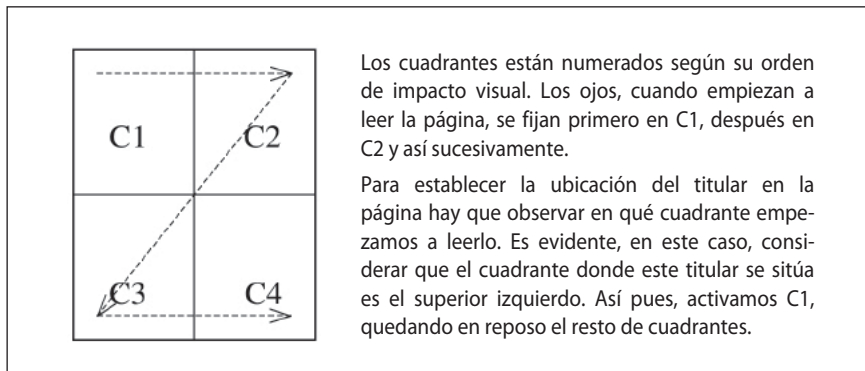 C1
C2
C3
C4
Los cuadrantes están numerados según su orden
de impacto visual. Los ojos, cuando empiezan a
leer la página, se fijan primero en C1, después en
C2 y así sucesivamente.
Para establecer la ubicación del titular en la
página hay que observar en qué cuadrante empe-
zamos a leerlo. Es evidente, en este caso, consi-
derar que el cuadrante donde este titular se sitúa
es el superior izquierdo. Así pues, activamos C1,
quedando en reposo el resto de cuadrantes.